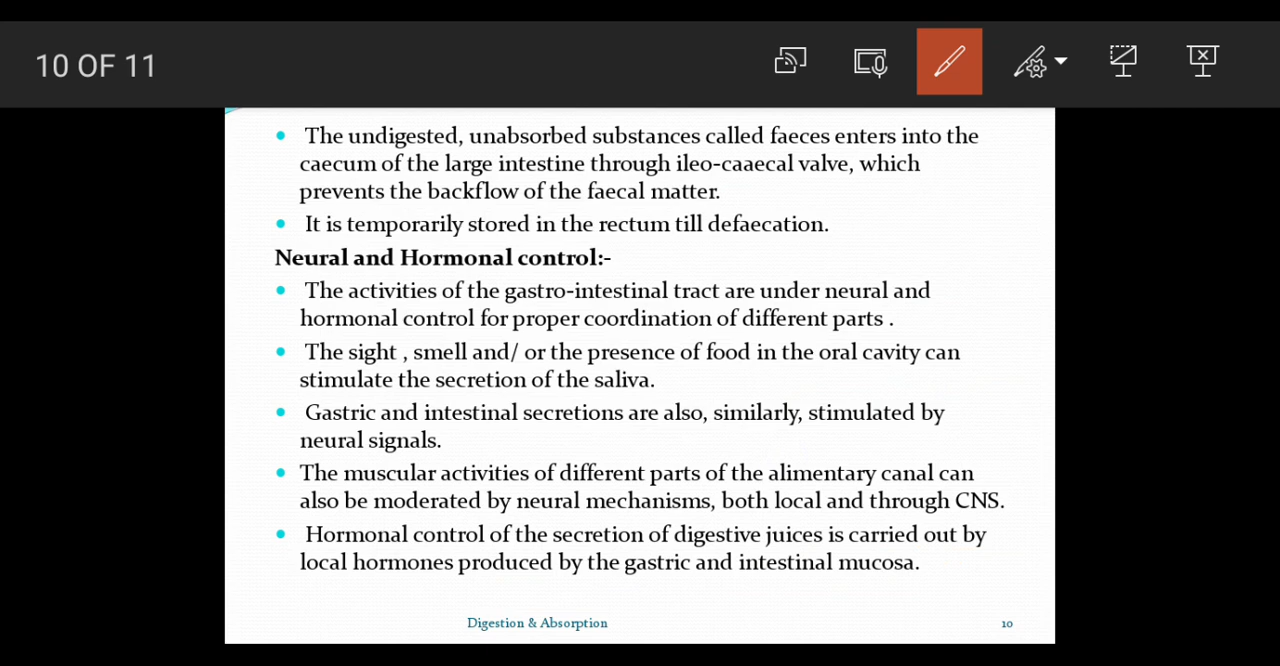 10 OF 11
The undigested, unabsorbed substances called faeces enters into the
caecum of the large intestine through ileo-caaecal valve, which
prevents the backflow of the faecal matter.
It is temporarily stored in the rectum till defaecation.
Neural and Hormonal control:-
The activities of the gastro-intestinal tract are under neural and
hormonal control for proper coordination of different parts .
The sight , smell and/ or the presence of food in the oral cavity can
stimulate the secretion of the saliva.
Gastric and intestinal secretions are also, similarly, stimulated by
neural signals.
The muscular activities of different parts of the alimentary canal can
also be moderated by neural mechanisms, both local and through CNS.
Hormonal control of the secretion of digestive juices is carried out by
local hormones produced by the gastric and intestinal mucosa.
Digestion & Absorption 10